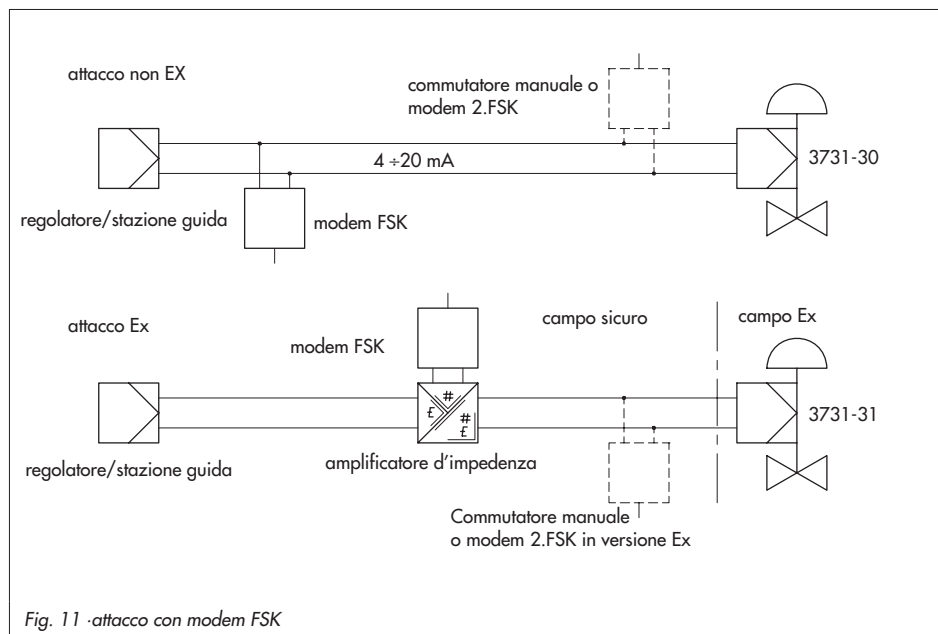 attacco non EX
commutatore manuale o
modem 2.FSK
4 ÷20 mA
3731-30
regolatore/stazione guida
modem FSK
attacco Ex
modem FSK
campo sicuro
campo Ex
#
£
#
£
3731-31
regolatore/stazione guida
amplificatore d'impedenza
Commutatore manuale
o modem 2.FSK in versione Ex
Fig. 11 ·attacco con modem FSK